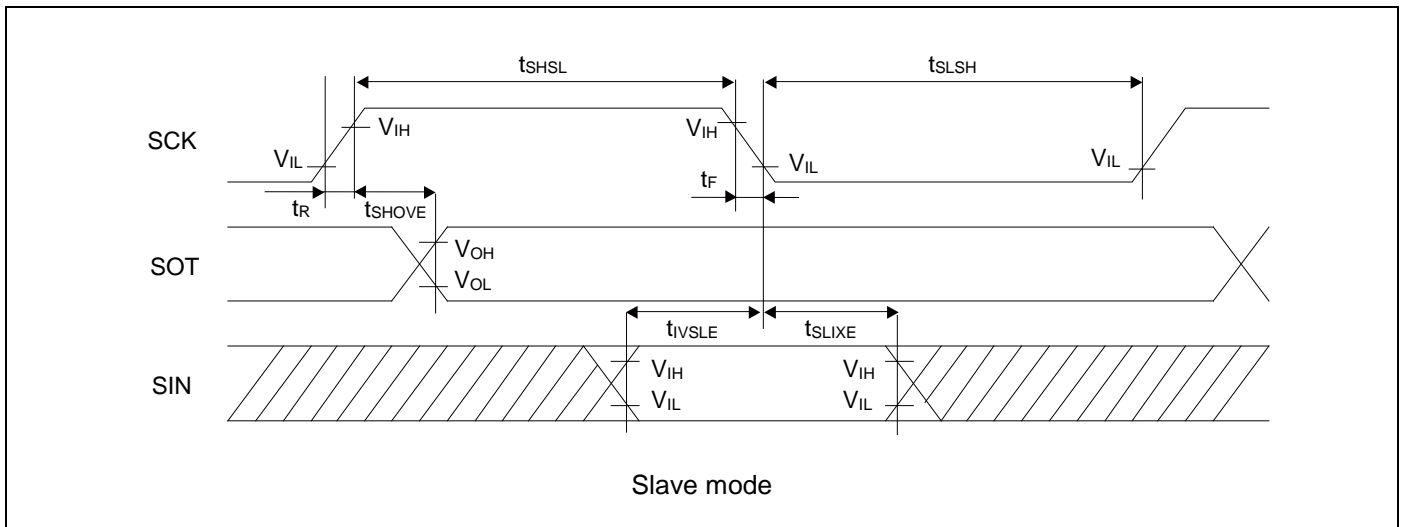 tSHSL
tSLSH
SCK
VIH
VIH
VIL
VIL
VIL
tF
tR
tSHOVE
SOT
VOH
VOL
tIVSLE
tSLIXE
SIN
VIH
VIH
VIL
VIL
Slave mode